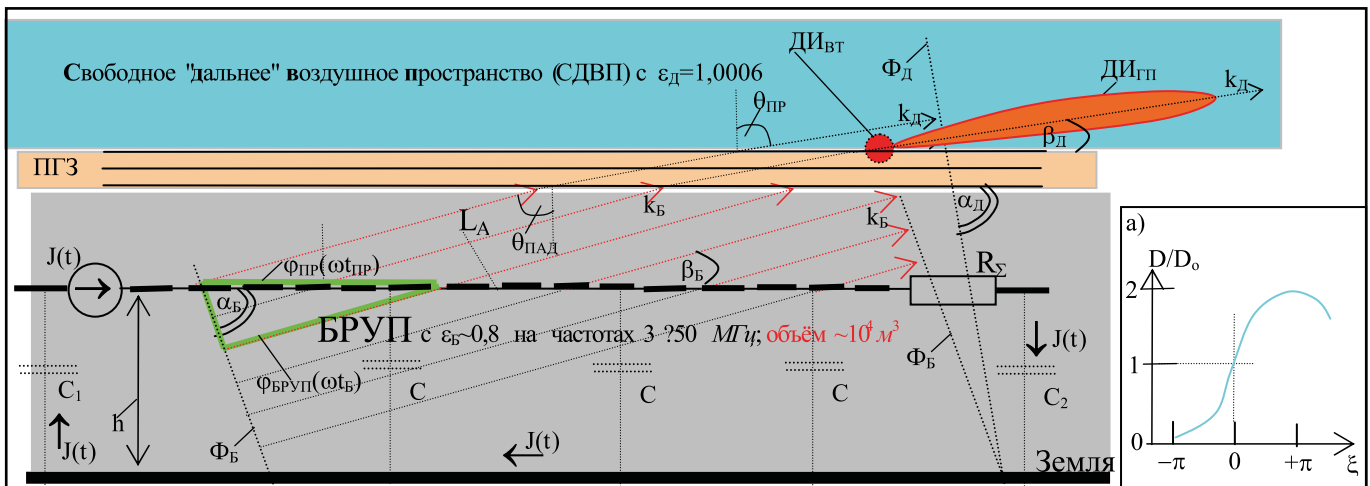 Свободное "дальнее" воздушное пространство (СДВП) с εД=1,0006
ДИВТ
ФД
ДИГП
kД
θПР
kД
βД
ПГЗ
kБ
αД
LА
θПАД
kБ
J(t)
φПР(ωtПР)
βБ
RΣ
αБ
БРУП с εБ~0,8 на частотах 3 ?50 МГц; объём ~10⁴ м³
J(t)
φБРУП(ωtБ)
ФБ
C1
C
C
C
C2
h
J(t)
ФБ
J(t)
Земля
а)
D/Do
2
1
0
−π
0
+π
ξ